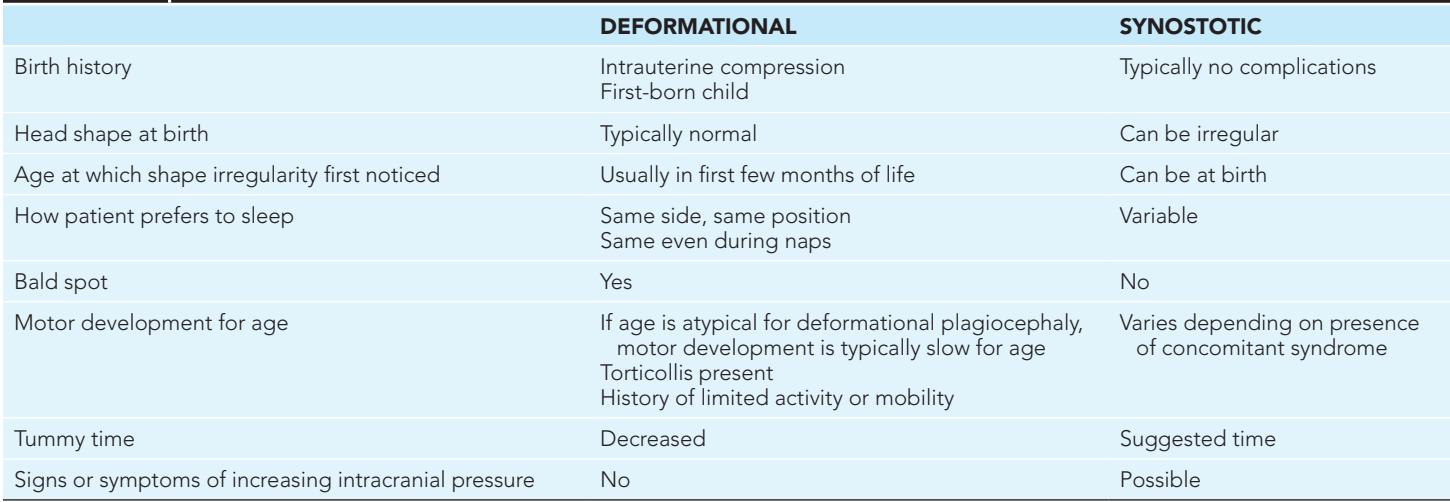 DEFORMATIONAL SYNOSTOTIC
Birth history Intrauterine compression Typically no complications
First-born child
Head shape at birth Typically normal Can be irregular
Age at which shape irregularity first noticed Usually in first few months of life Can be at birth
How patient prefers to sleep Same side, same position Variable
Same even during naps
Bald spot Yes No
Motor development for age If age is atypical for deformational plagiocephaly, Varies depending on presence
motor development is typically slow for age of concomitant syndrome
Torticollis present
History of limited activity or mobility
Tummy time Decreased Suggested time
Signs or symptoms of increasing intracranial pressure No Possible